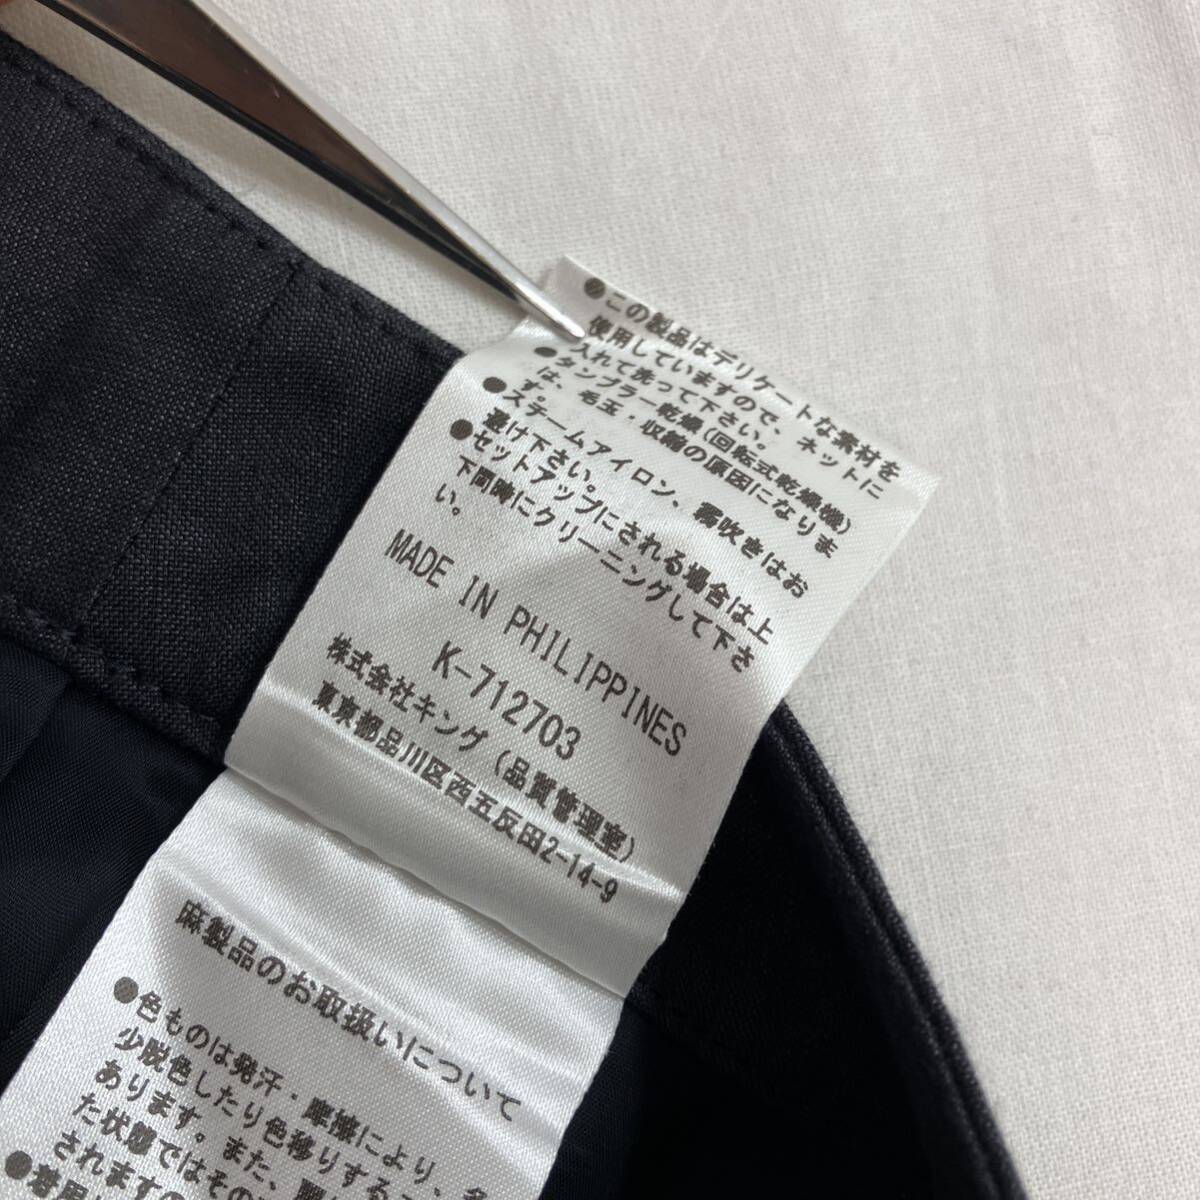 ●この製品はデリケートな素材を
使用していますので、ネットに
入れて洗って下さい。
●タンブラー乾燥(回転式乾燥機)
は、毛玉・収縮の原因になりま
す。
●スチームアイロン、霧吹きはお
避け下さい。
●セットアップにされる場合は上
下同時にクリーニングして下さ
い。
MADE IN PHILIPPINES
K-712703
株式会社キング(品質管理室)
東京都品川区西五反田2-14-9
麻製品のお取扱いについて
●色ものは発汗・摩擦により、多
少脱色したり色移りする
あります。また、
た状態ではその
されますの
●着用